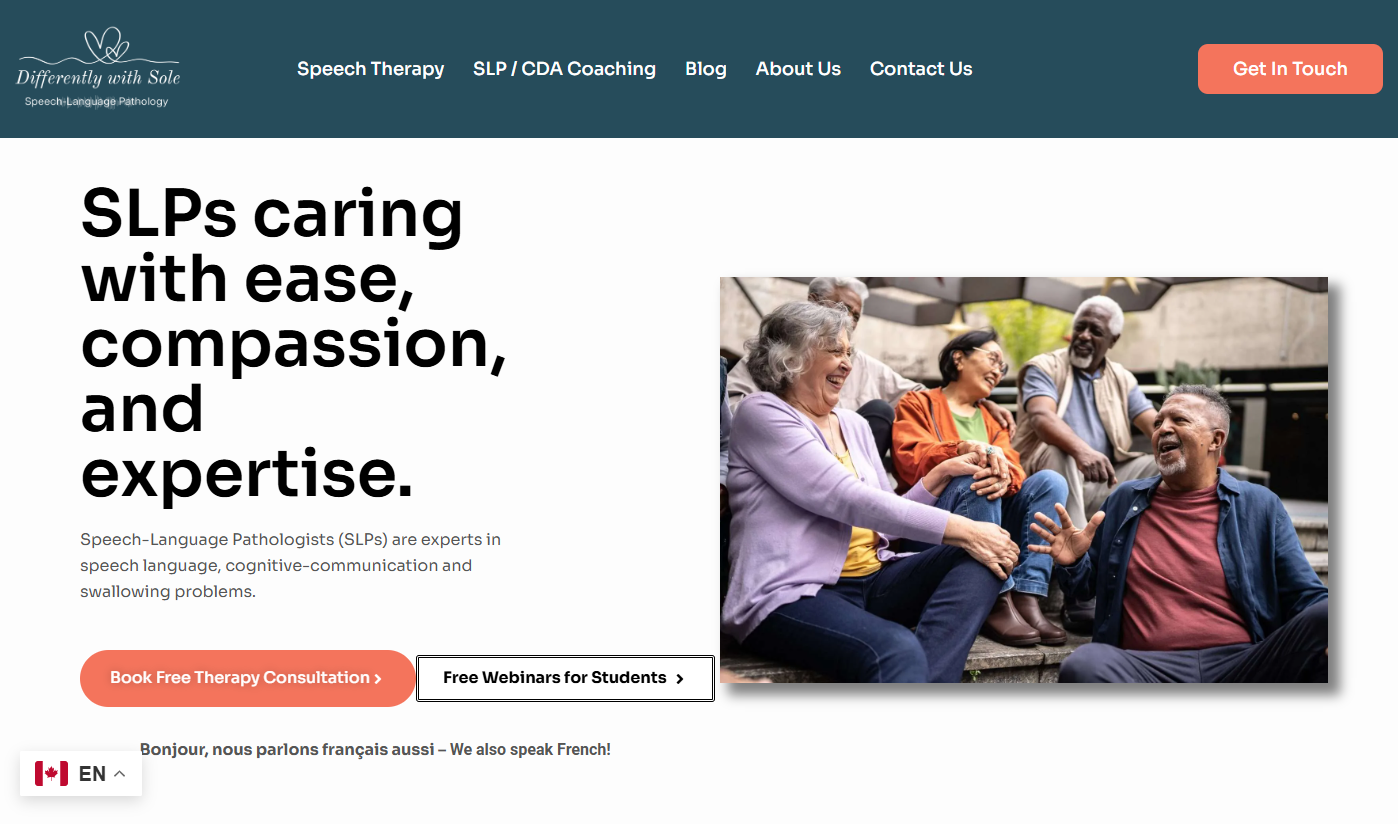 Differently with Sole
Speech-Language Pathology
Speech Therapy
SLP / CDA Coaching
Blog
About Us
Contact Us
Get In Touch
SLPs caring
with ease,
compassion,
and
expertise.
Speech-Language Pathologists (SLPs) are experts in
speech language, cognitive-communication and
swallowing problems.
Book Free Therapy Consultation
Free Webinars for Students
Bonjour, nous parlons français aussi – We also speak French!
EN